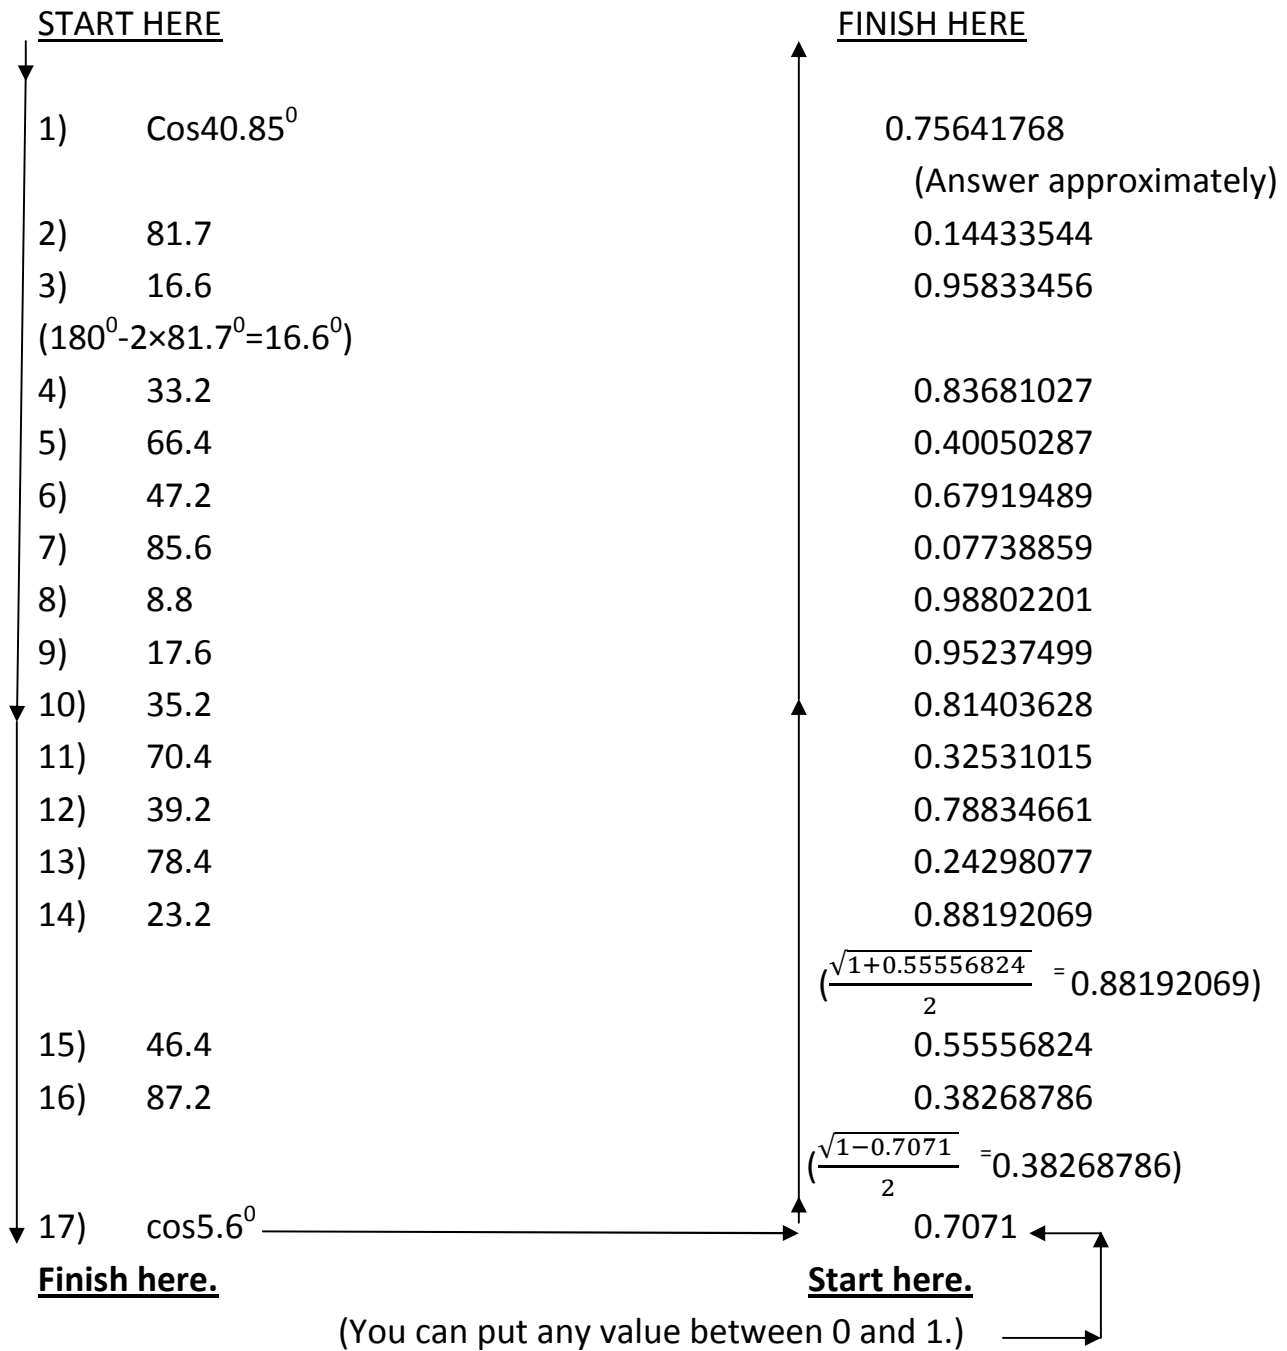 START HERE FINISH HERE
1) Cos40.85⁰ 0.75641768
(Answer approximately)
2) 81.7 0.14433544
3) 16.6 0.95833456
(180⁰-2×81.7⁰=16.6⁰)
4) 33.2 0.83681027
5) 66.4 0.40050287
6) 47.2 0.67919489
7) 85.6 0.07738859
8) 8.8 0.98802201
9) 17.6 0.95237499
10) 35.2 0.81403628
11) 70.4 0.32531015
12) 39.2 0.78834661
13) 78.4 0.24298077
14) 23.2 0.88192069
(√1+0.55556824 / 2 = 0.88192069)
15) 46.4 0.55556824
16) 87.2 0.38268786
(√1−0.7071 / 2 =0.38268786)
17) cos5.6⁰ 0.7071
Finish here. Start here.
(You can put any value between 0 and 1.)